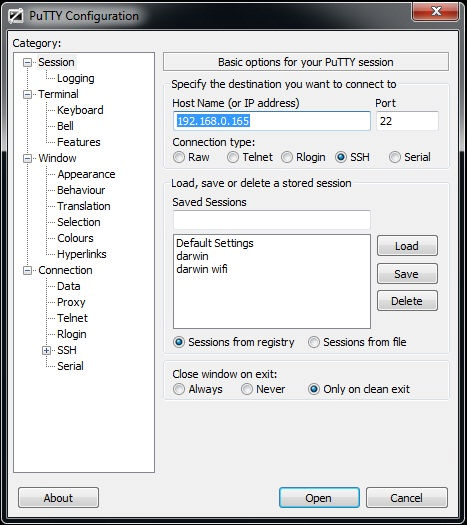 PuTTY Configuration
Category:
Session
Logging
Terminal
Keyboard
Bell
Features
Window
Appearance
Behaviour
Translation
Selection
Colours
Hyperlinks
Connection
Data
Proxy
Telnet
Rlogin
SSH
Serial
Basic options for your PuTTY session
Specify the destination you want to connect to
Host Name (or IP address) Port
192.168.0.165 22
Connection type:
Raw Telnet Rlogin SSH Serial
Load, save or delete a stored session
Saved Sessions
Default Settings
darwin
darwin wifi
Load
Save
Delete
Sessions from registry Sessions from file
Close window on exit:
Always Never Only on clean exit
About Open Cancel